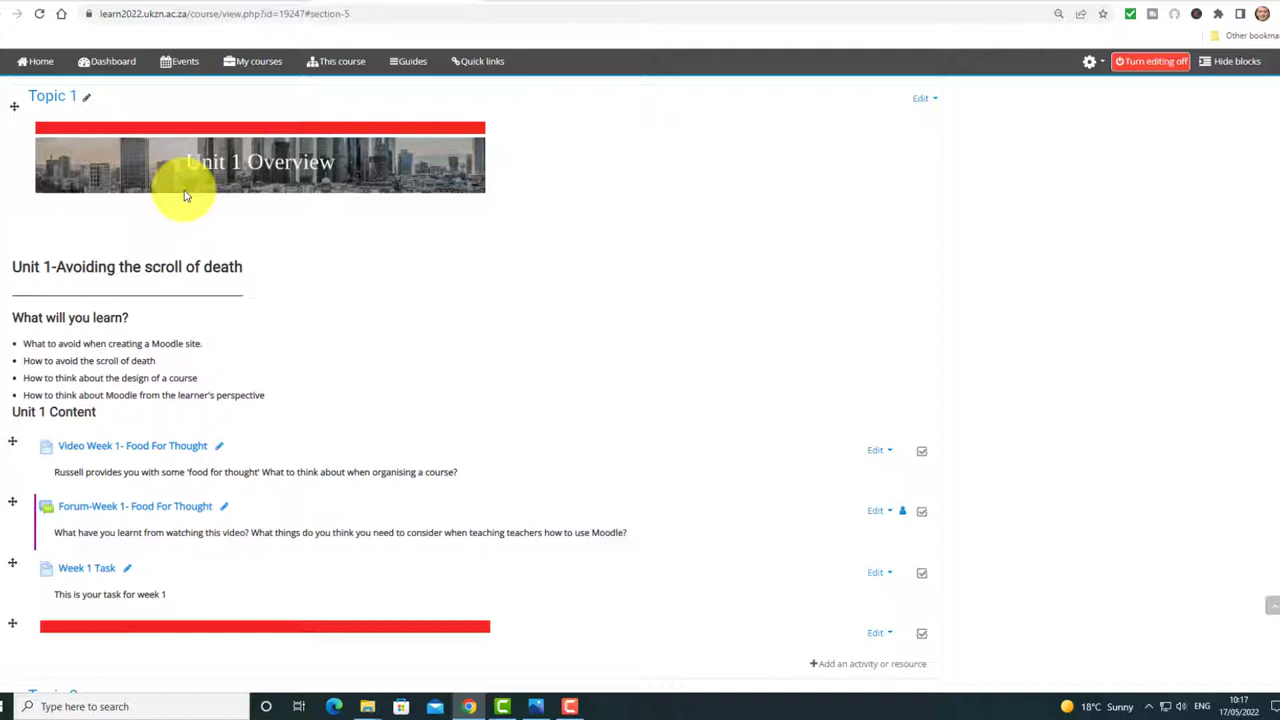 learn2022.ukzn.ac.za/course/view.php?id=19247#section-5
Other bookma
Home Dashboard Events My courses This course Guides Quick links Turn editing off Hide blocks
Topic 1 Edit
Unit 1 Overview
Unit 1-Avoiding the scroll of death
What will you learn?
What to avoid when creating a Moodle site.
How to avoid the scroll of death
How to think about the design of a course
How to think about Moodle from the learner's perspective
Unit 1 Content
Video Week 1- Food For Thought Edit
Russell provides you with some 'food for thought' What to think about when organising a course?
Forum-Week 1- Food For Thought Edit
What have you learnt from watching this video? What things do you think you need to consider when teaching teachers how to use Moodle?
Week 1 Task Edit
This is your task for week 1
Edit
Add an activity or resource
Type here to search 18°C Sunny ENG 10:17
17/05/2022